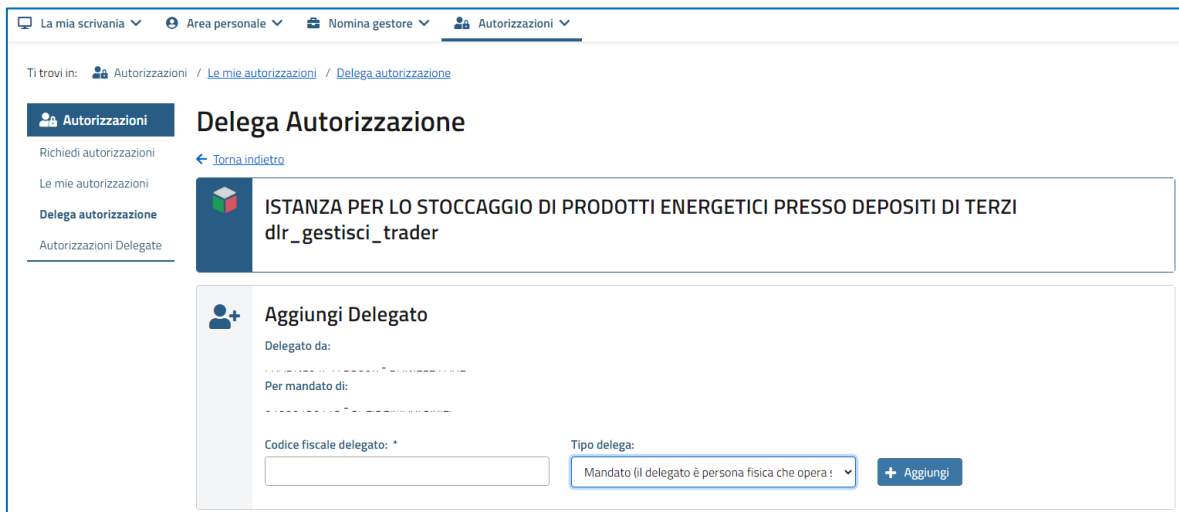 La mia scrivania Area personale Nomina gestore Autorizzazioni
Ti trovi in: Autorizzazioni / Le mie autorizzazioni / Delega autorizzazione
Autorizzazioni
Richiedi autorizzazioni
Le mie autorizzazioni
Delega autorizzazione
Autorizzazioni Delegate
Delega Autorizzazione
Torna indietro
ISTANZA PER LO STOCCAGGIO DI PRODOTTI ENERGETICI PRESSO DEPOSITI DI TERZI
dlr_gestisci_trader
Aggiungi Delegato
Delegato da:
Per mandato di:
Codice fiscale delegato: * Tipo delega:
Mandato (il delegato è persona fisica che opera + Aggiungi